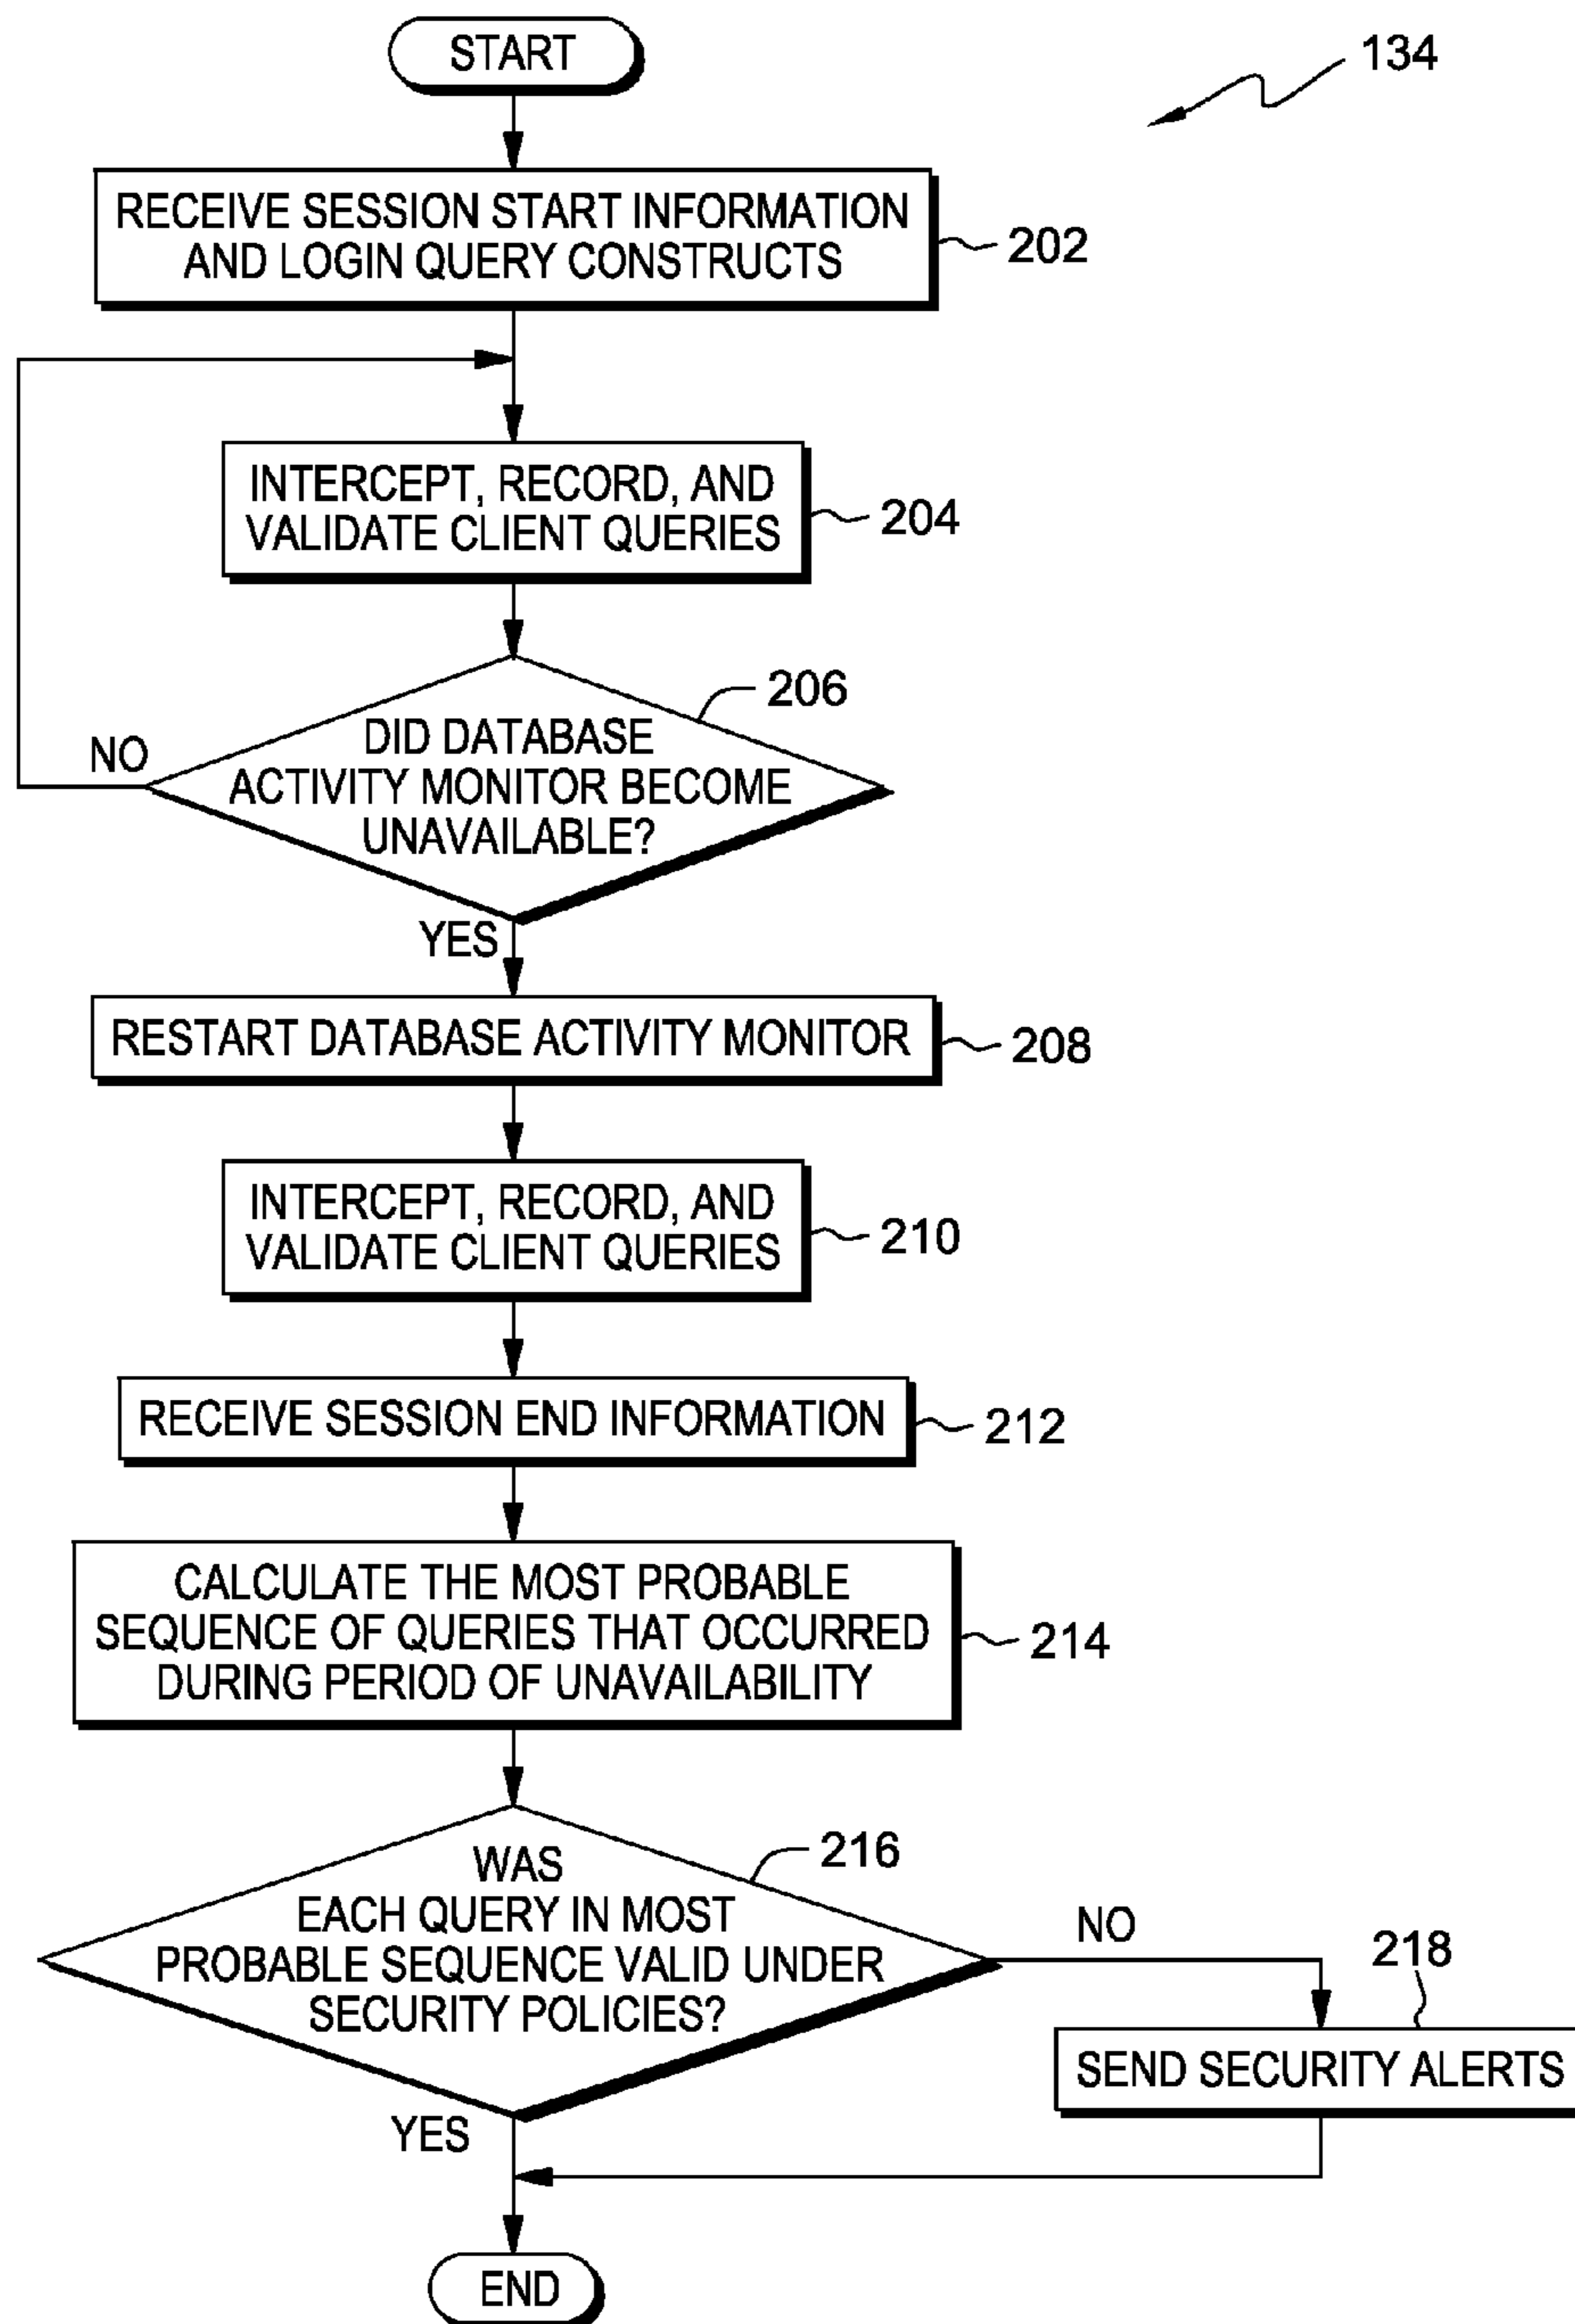 START
134
RECEIVE SESSION START INFORMATION
AND LOGIN QUERY CONSTRUCTS
202
INTERCEPT, RECORD, AND
VALIDATE CLIENT QUERIES
204
206
DID DATABASE
ACTIVITY MONITOR BECOME
UNAVAILABLE?
NO
YES
RESTART DATABASE ACTIVITY MONITOR
208
INTERCEPT, RECORD, AND
VALIDATE CLIENT QUERIES
210
RECEIVE SESSION END INFORMATION
212
CALCULATE THE MOST PROBABLE
SEQUENCE OF QUERIES THAT OCCURRED
DURING PERIOD OF UNAVAILABILITY
214
216
WAS
EACH QUERY IN MOST
PROBABLE SEQUENCE VALID UNDER
SECURITY POLICIES?
NO
218
SEND SECURITY ALERTS
YES
END